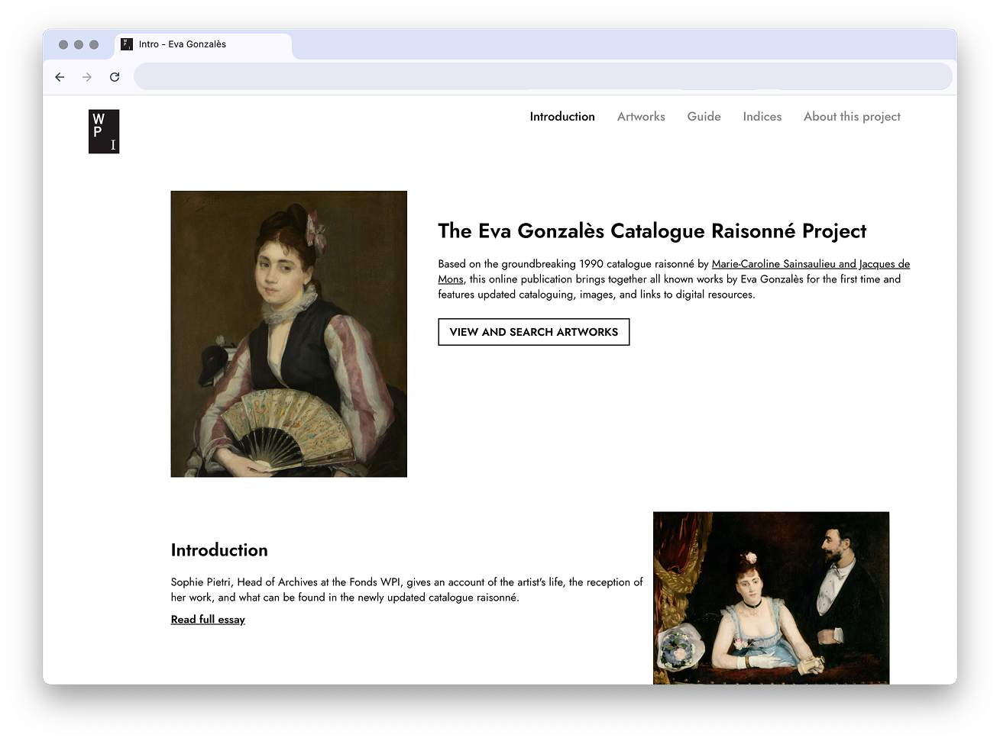 Intro - Eva Gonzalès
W
P
I
Introduction Artworks Guide Indices About this project
The Eva Gonzalès Catalogue Raisonné Project
Based on the groundbreaking 1990 catalogue raisonné by Marie-Caroline Sainsaulieu and Jacques de
Mons, this online publication brings together all known works by Eva Gonzalès for the first time and
features updated cataloguing, images, and links to digital resources.
VIEW AND SEARCH ARTWORKS
Introduction
Sophie Pietri, Head of Archives at the Fonds WPI, gives an account of the artist's life, the reception of
her work, and what can be found in the newly updated catalogue raisonné.
Read full essay